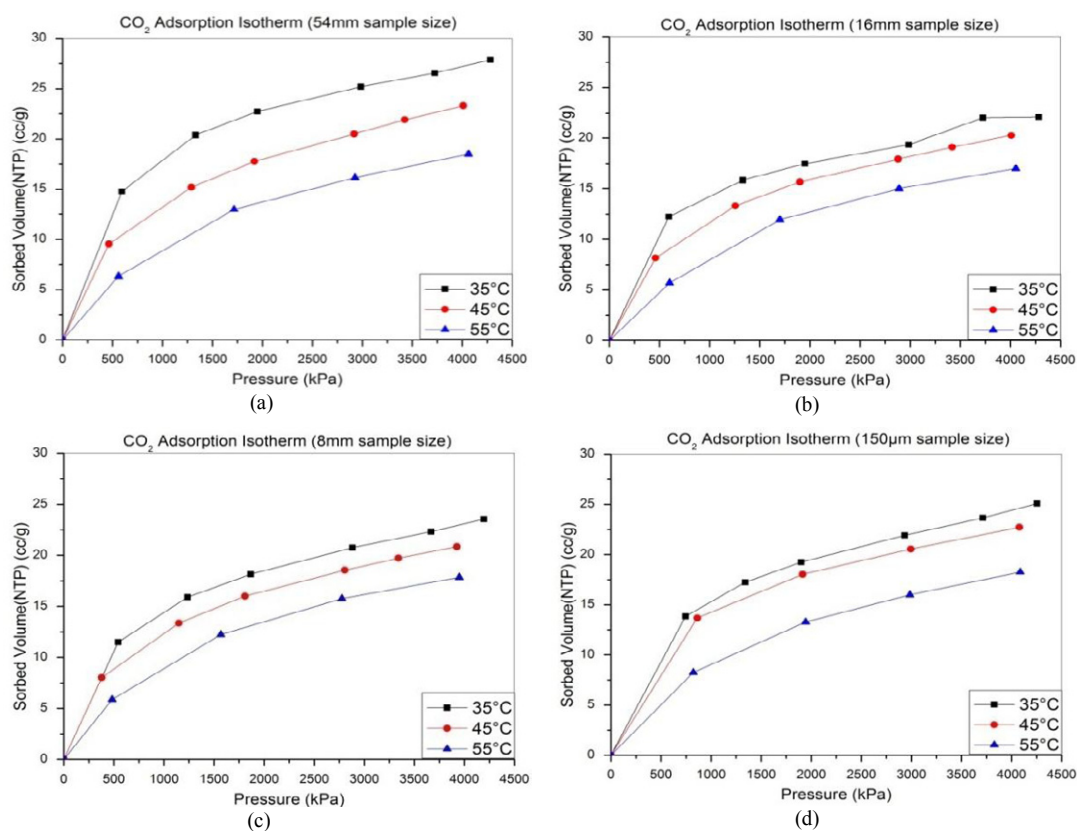 CO2 Adsorption Isotherm (54mm sample size)
Sorbed Volume(NTP) (cc/g)
30
25
20
15
10
5
0
35°C
45°C
55°C
0 500 1000 1500 2000 2500 3000 3500 4000 4500
Pressure (kPa)
(a)
CO2 Adsorption Isotherm (16mm sample size)
Sorbed Volume(NTP) (cc/g)
30
25
20
15
10
5
0
35°C
45°C
55°C
0 500 1000 1500 2000 2500 3000 3500 4000 4500
Pressure (kPa)
(b)
CO2 Adsorption Isotherm (8mm sample size)
Sorbed Volume(NTP) (cc/g)
30
25
20
15
10
5
0
35°C
45°C
55°C
0 500 1000 1500 2000 2500 3000 3500 4000 4500
Pressure (kPa)
(c)
CO2 Adsorption Isotherm (150µm sample size)
Sorbed Volume(NTP) (cc/g)
30
25
20
15
10
5
0
35°C
45°C
55°C
0 500 1000 1500 2000 2500 3000 3500 4000 4500
Pressure (kPa)
(d)